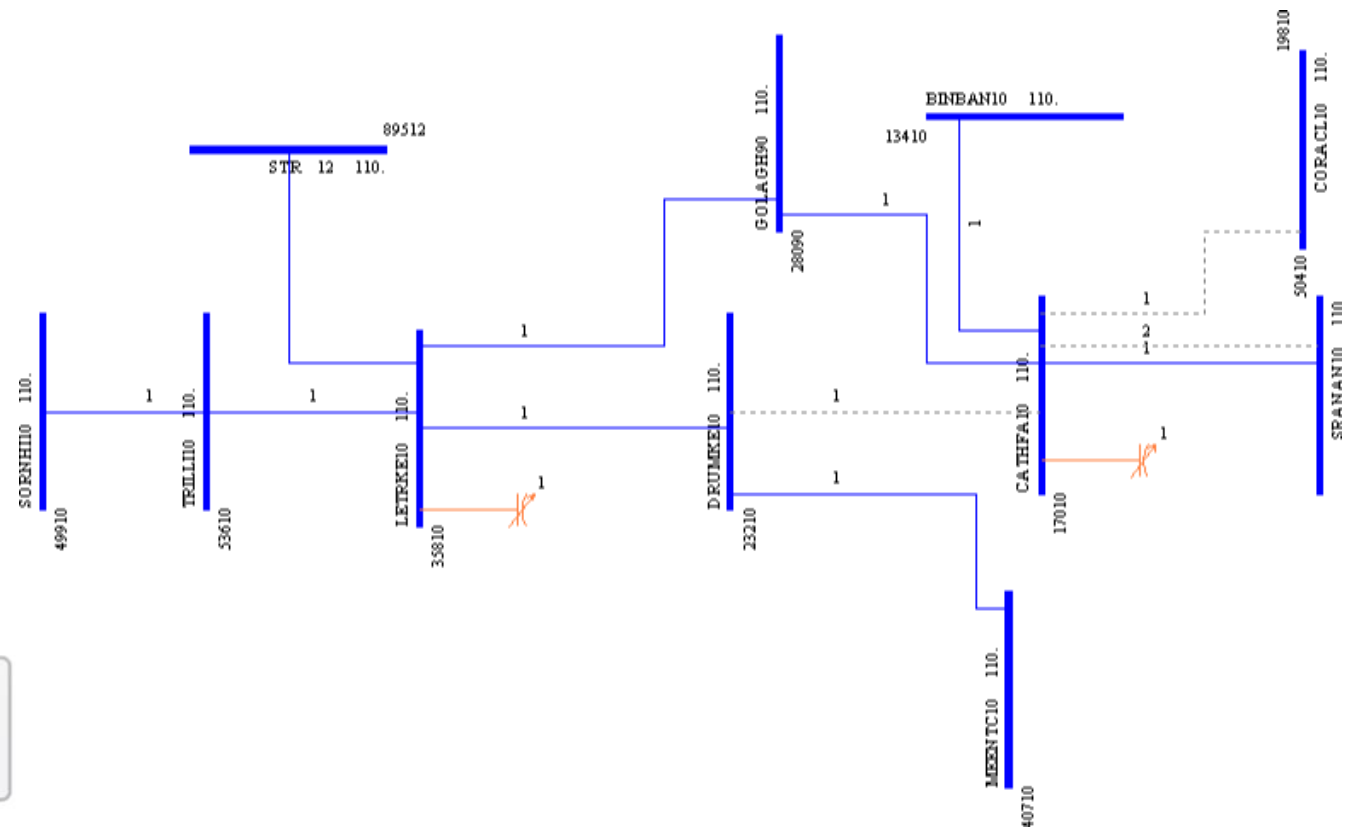 19810
CORACL10 110.
BINBAN10 110.
13410
1
89512
STR 12 110.
GOLAGH90 110.
28090
1
50410
SRANAN10 110
1
2
1
CATHFA10 110.
17010
1
SORNHI10 110.
49910
1
TRILLI10 110.
53610
1
LETRKE10 110.
35810
1
1
1
DRUMKE10 110.
23210
1
1
MEENTC10 110.
40710